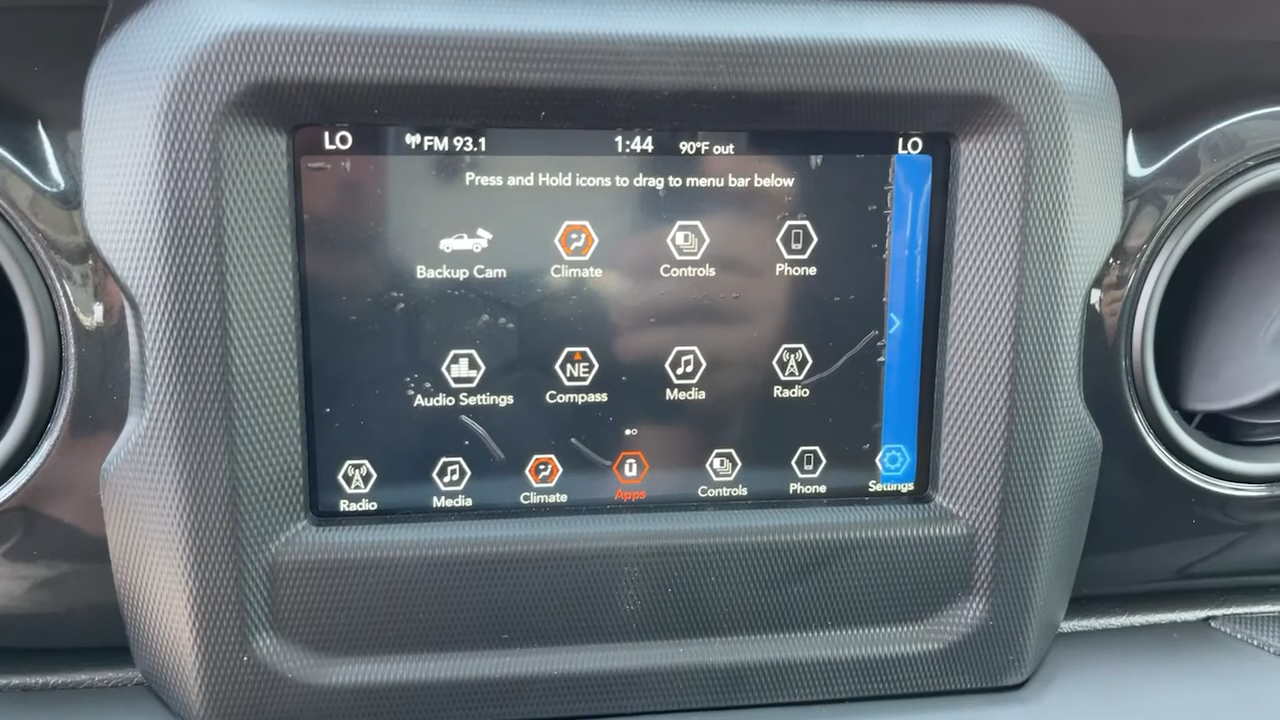 LO FM 93.1 1:44 90°F out LO
Press and Hold icons to drag to menu bar below
Backup Cam Climate Controls Phone
NE
Audio Settings Compass Media Radio
Radio Media Climate Apps Controls Phone Settings